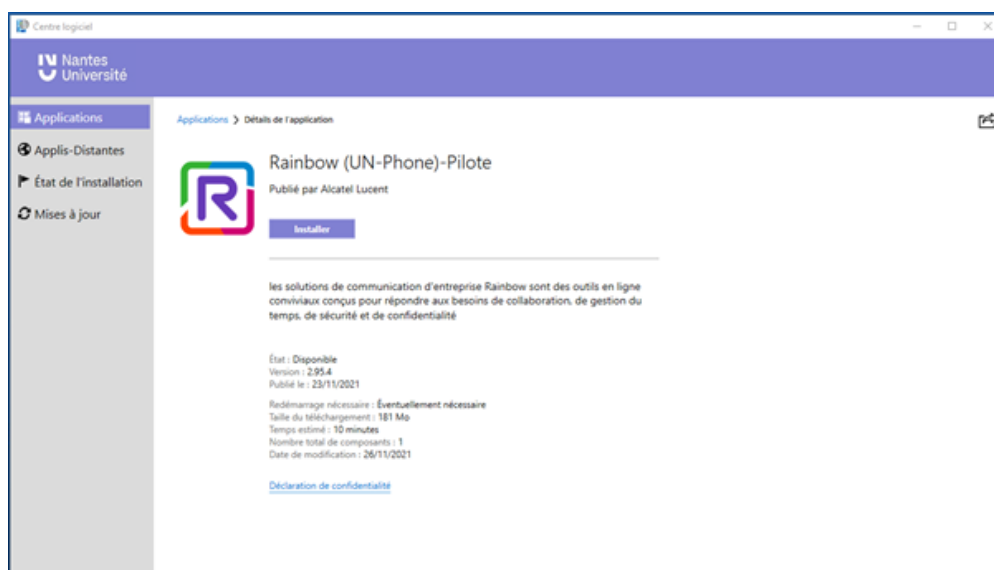 Centre logiciel
Nantes
Université
Applications
Applis-Distantes
État de l'installation
Mises à jour
Applications ❯ Détails de l'application
R
Rainbow (UN-Phone)-Pilote
Publié par Alcatel Lucent
Installer
les solutions de communication d'entreprise Rainbow sont des outils en ligne
conviviaux conçus pour répondre aux besoins de collaboration, de gestion du
temps, de sécurité et de confidentialité
État : Disponible
Version : 2.95.4
Publié le : 23/11/2021
Redémarrage nécessaire : Éventuellement nécessaire
Taille du téléchargement : 181 Mo
Temps estimé : 10 minutes
Nombre total de composants : 1
Date de modification : 26/11/2021
Déclaration de confidentialité